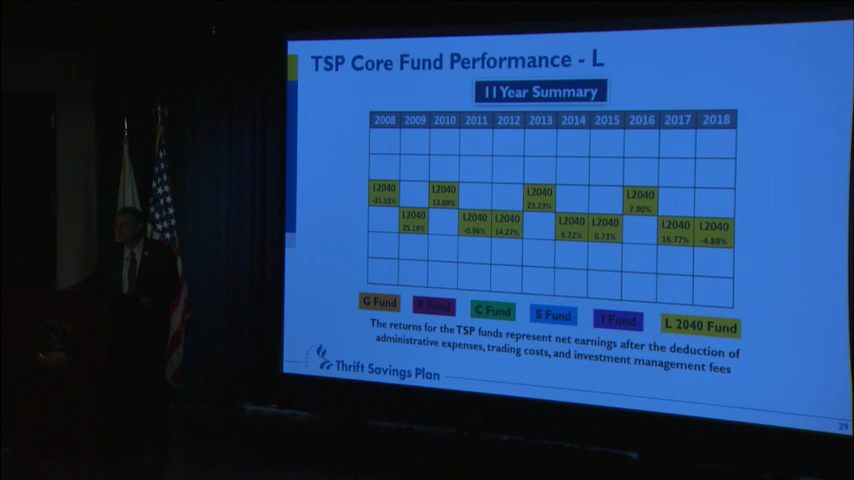 TSP Core Fund Performance - L
11 Year Summary
2008 2009 2010 2011 2012 2013 2014 2015 2016 2017 2018
L2040 L2040 L2040 L2040
-31.53% 13.89% 23.23% 7.90%
L2040 L2040 L2040 L2040 L2040 L2040 L2040
25.19% -0.96% 14.27% 6.22% 0.73% 16.77% -4.89%
G Fund F Fund C Fund S Fund I Fund L 2040 Fund
The returns for the TSP funds represent net earnings after the deduction of
administrative expenses, trading costs, and investment management fees
Thrift Savings Plan
39